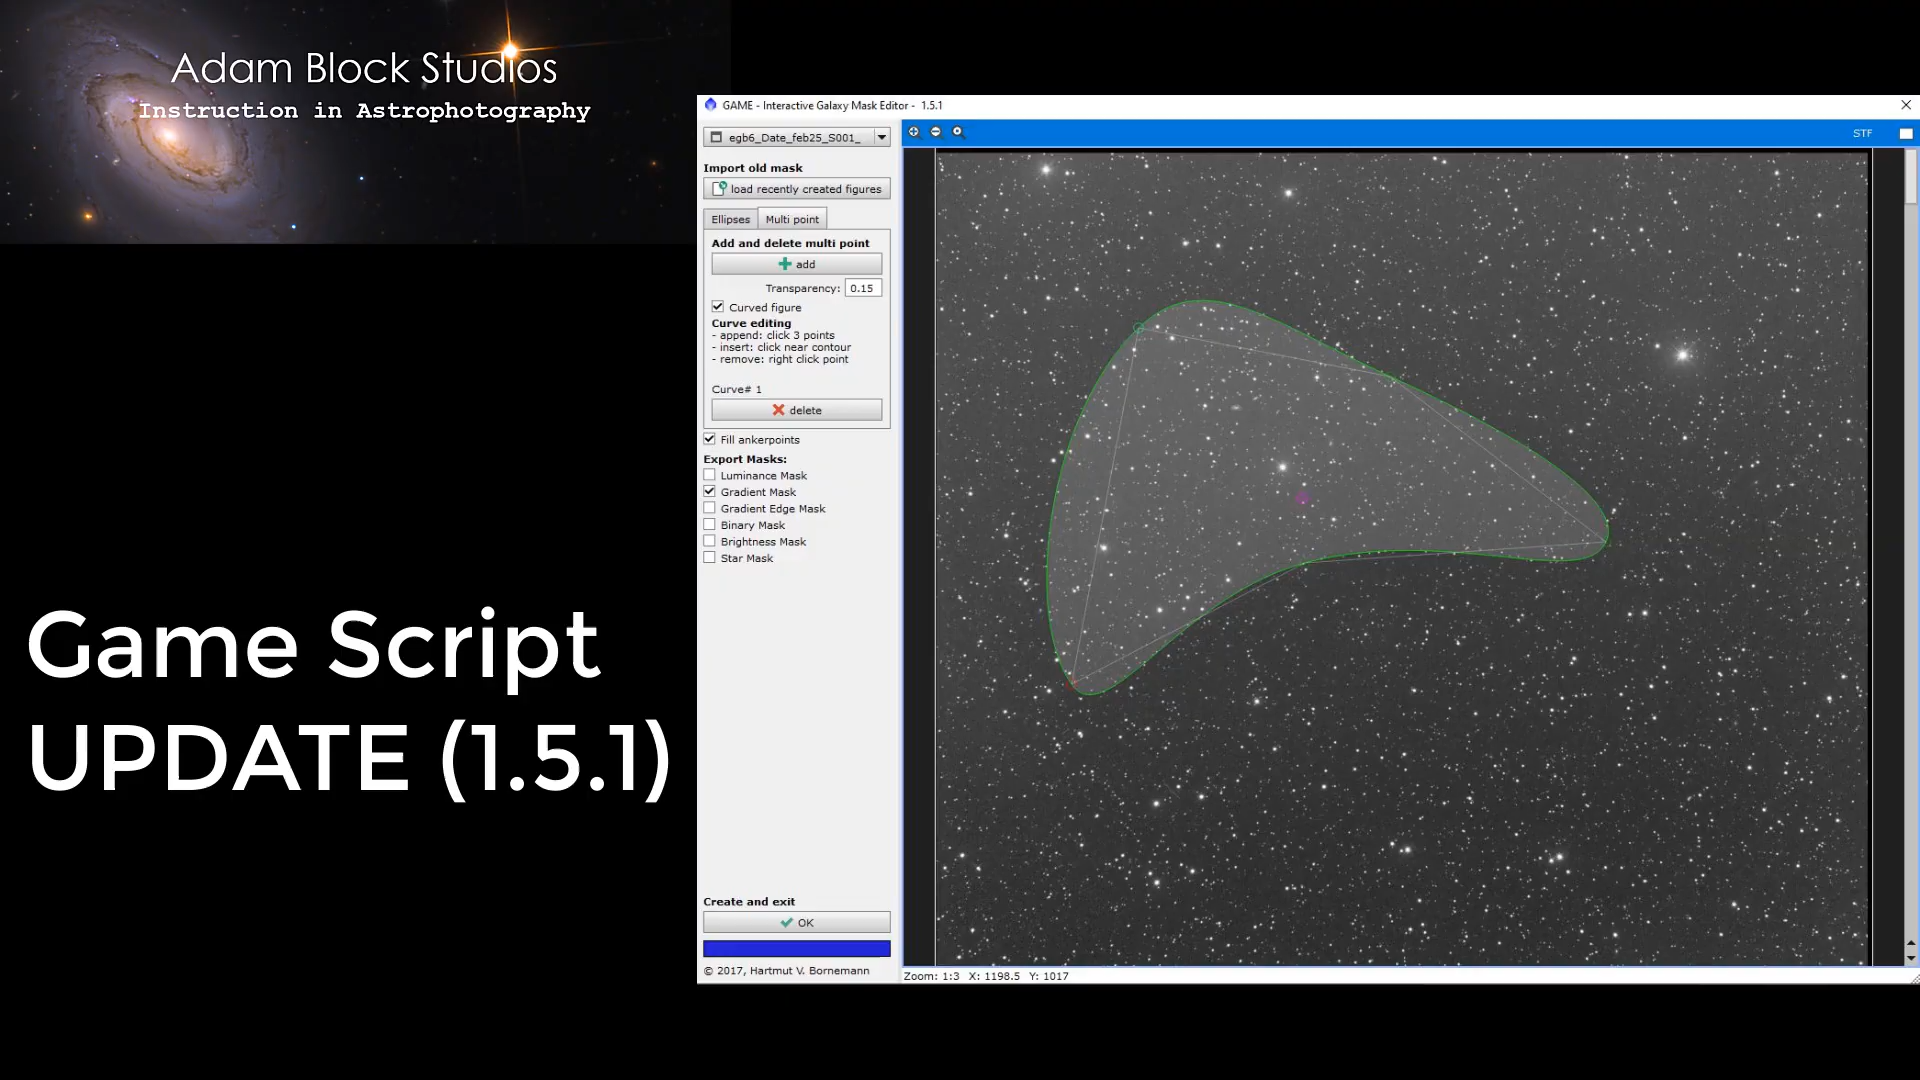 Adam Block Studios
Instruction in Astrophotography
Game Script
UPDATE (1.5.1)
GAME - Interactive Galaxy Mask Editor - 1.5.1
egb6_Date_feb25_S001_
STF
Import old mask
load recently created figures
Ellipses
Multi point
Add and delete multi point
add
Transparency: 0.15
Curved figure
Curve editing
- append: click 3 points
- insert: click near contour
- remove: right click point
Curve# 1
delete
Fill ankerpoints
Export Masks:
Luminance Mask
Gradient Mask
Gradient Edge Mask
Binary Mask
Brightness Mask
Star Mask
Create and exit
OK
© 2017, Hartmut V. Bornemann
Zoom: 1:3 X: 1198.5 Y: 1017